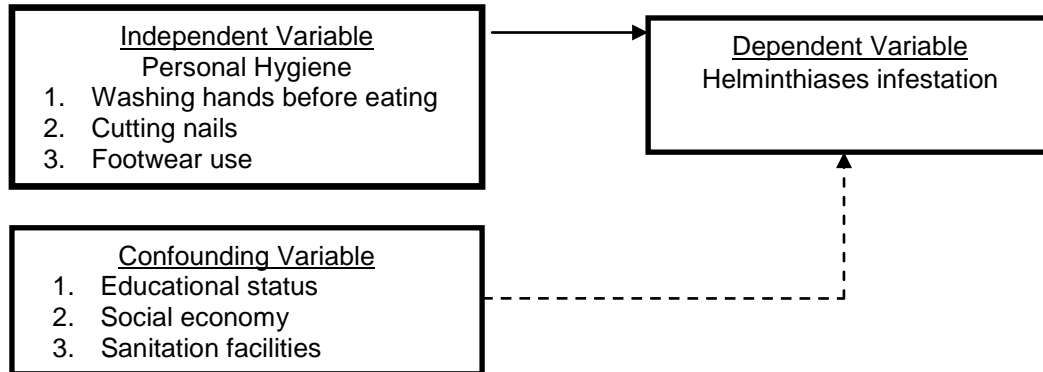 Independent Variable
Personal Hygiene
1. Washing hands before eating
2. Cutting nails
3. Footwear use
Dependent Variable
Helminthiases infestation
Confounding Variable
1. Educational status
2. Social economy
3. Sanitation facilities